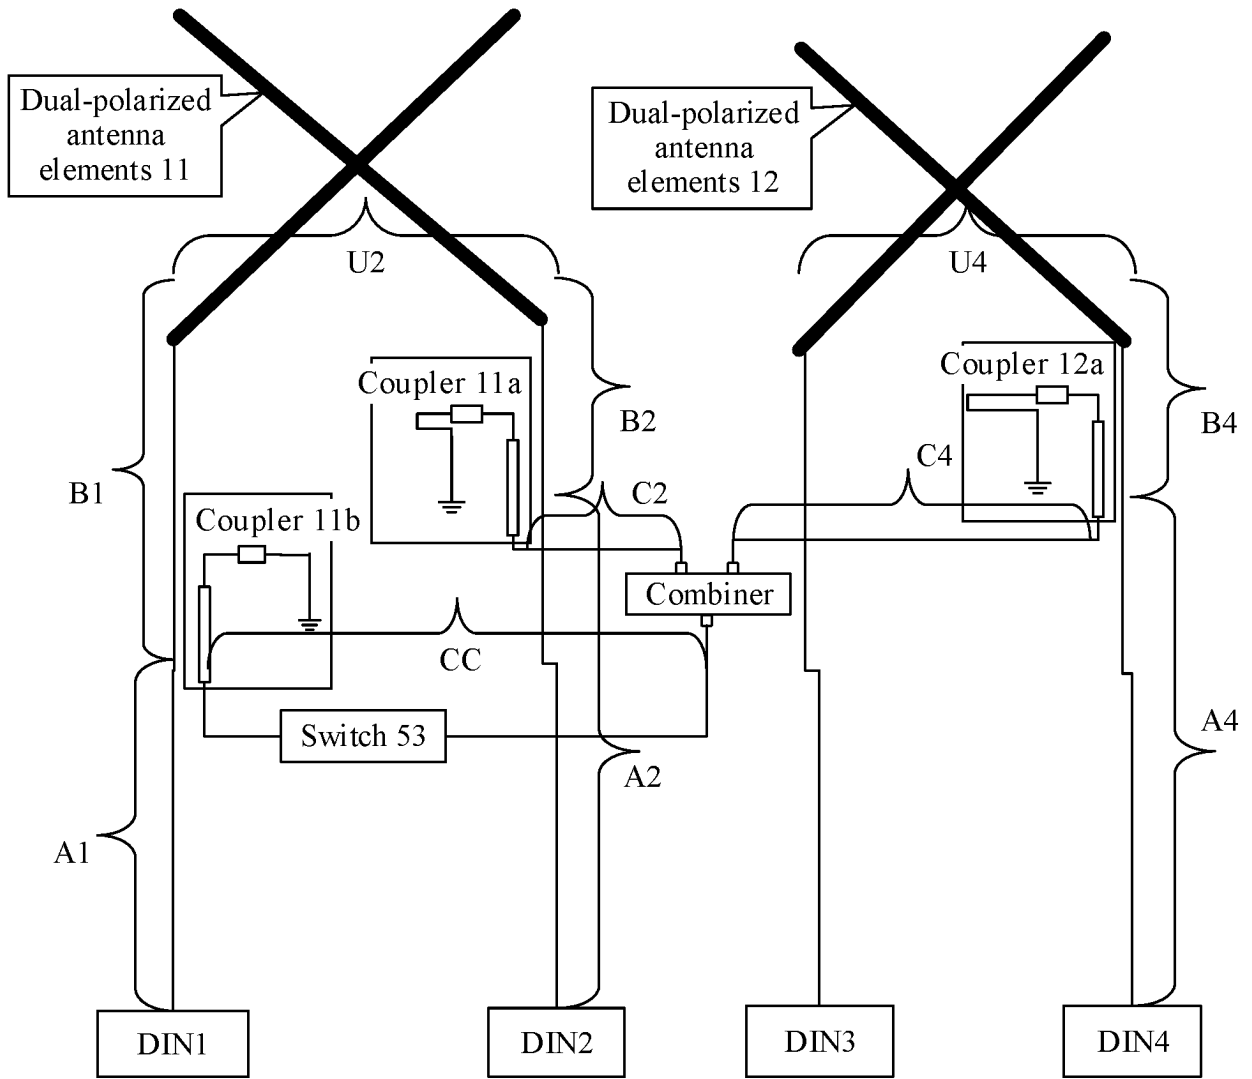 Dual-polarized
antenna
elements 11
Dual-polarized
antenna
elements 12
U2
U4
Coupler 11a
Coupler 12a
B2
B4
B1
C2
C4
Coupler 11b
Combiner
CC
Switch 53
A2
A4
A1
DIN1
DIN2
DIN3
DIN4